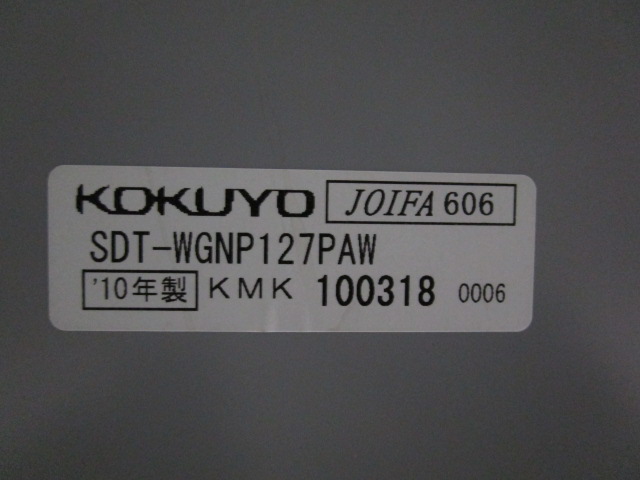 KOKUYO JOIFA 606
SDT-WGNP127PAW
'10年製 KMK 100318 0006